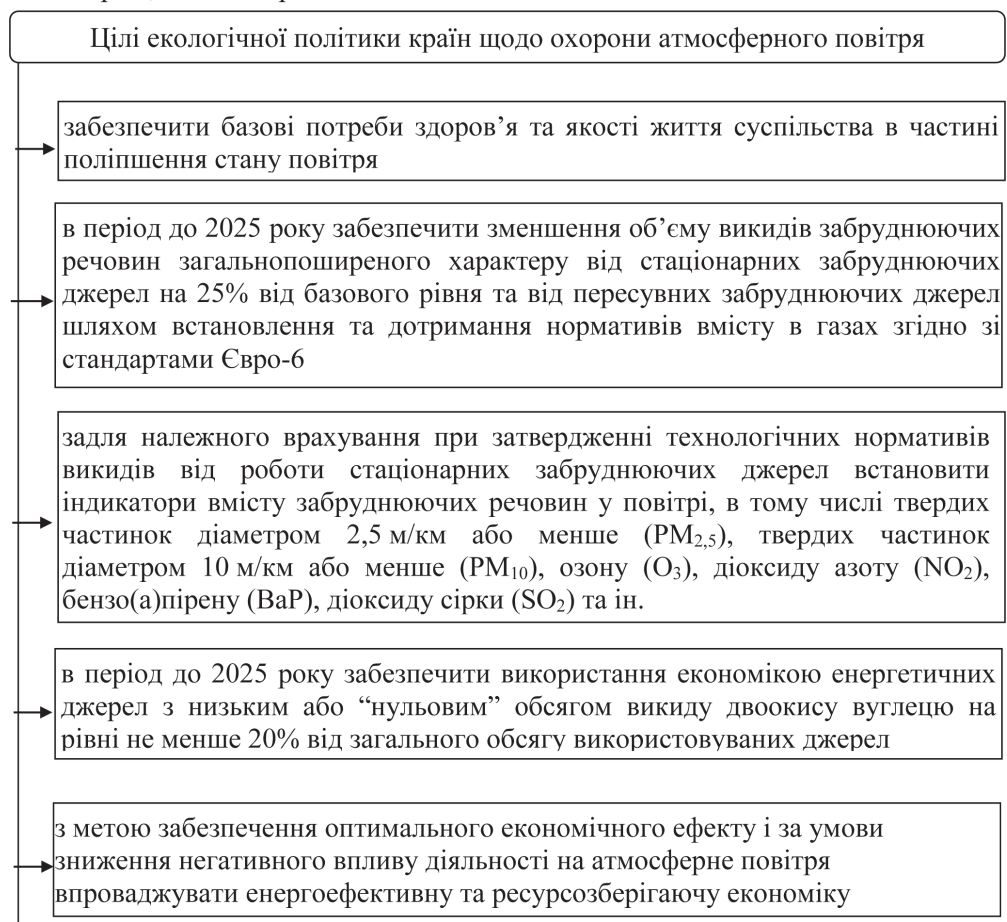 Цілі екологічної політики країн щодо охорони атмосферного повітря
забезпечити базові потреби здоров’я та якості життя суспільства в частині
поліпшення стану повітря
в період до 2025 року забезпечити зменшення об’єму викидів забруднюючих
речовин загальнопоширеного характеру від стаціонарних забруднюючих
джерел на 25% від базового рівня та від пересувних забруднюючих джерел
шляхом встановлення та дотримання нормативів вмісту в газах згідно зі
стандартами Євро-6
задля належного врахування при затвердженні технологічних нормативів
викидів від роботи стаціонарних забруднюючих джерел встановити
індикатори вмісту забруднюючих речовин у повітрі, в тому числі твердих
частинок діаметром 2,5 м/км або менше (PM₂,₅), твердих частинок
діаметром 10 м/км або менше (PM₁₀), озону (O₃), діоксиду азоту (NO₂),
бензо(а)пірену (BaP), діоксиду сірки (SO₂) та ін.
в період до 2025 року забезпечити використання економікою енергетичних
джерел з низьким або “нульовим” обсягом викиду двоокису вуглецю на
рівні не менше 20% від загального обсягу використовуваних джерел
з метою забезпечення оптимального економічного ефекту і за умови
зниження негативного впливу діяльності на атмосферне повітря
впроваджувати енергоефективну та ресурсозберігаючу економіку